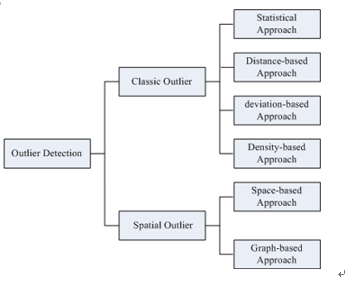 Statistical
Approach
Distance-based
Approach
Classic Outlier
deviation-based
Approach
Outlier Detection
Density-based
Approach
Space-based
Approach
Spatial Outlier
Graph-based
Approach